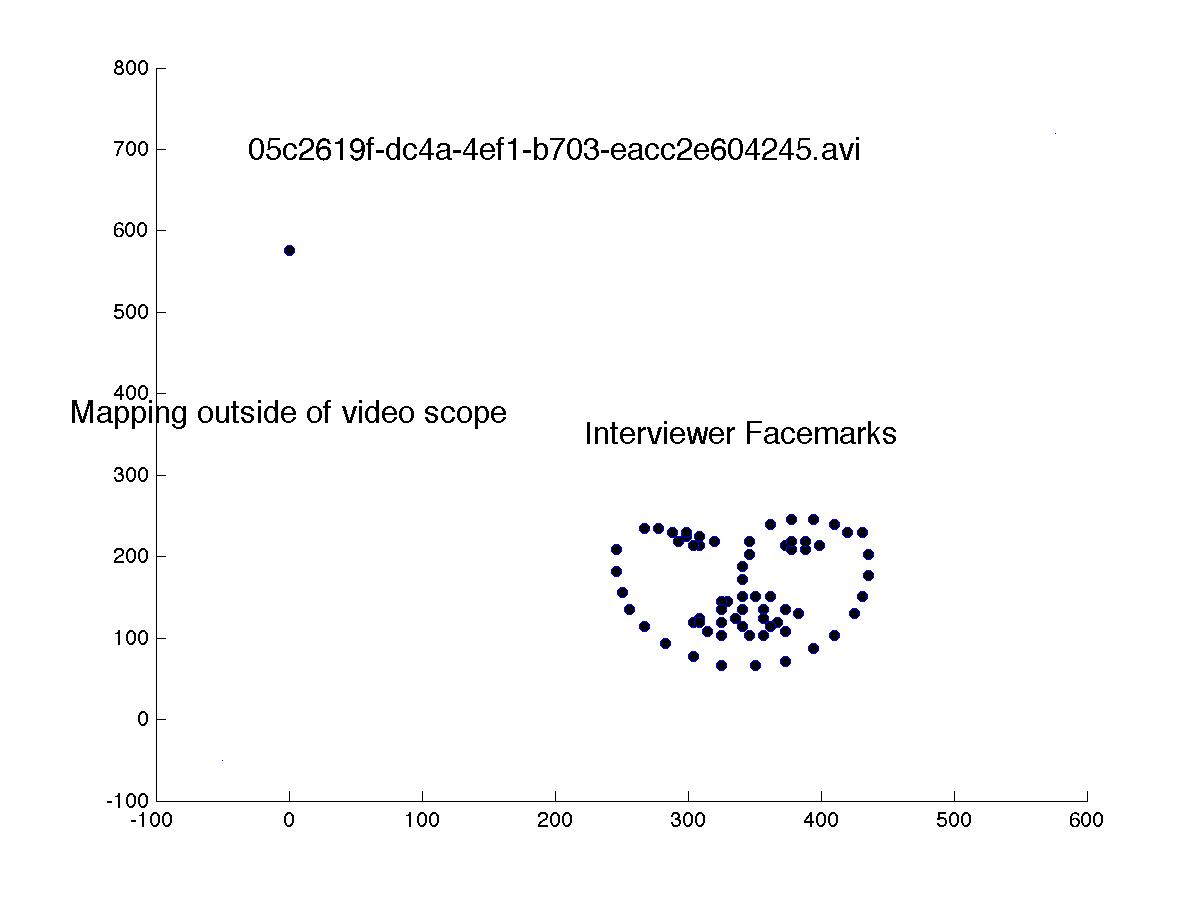 800
700
05c2619f-dc4a-4ef1-b703-eacc2e604245.avi
600
500
400
Mapping outside of video scope
Interviewer Facemarks
300
200
100
0
-100
-100 0 100 200 300 400 500 600